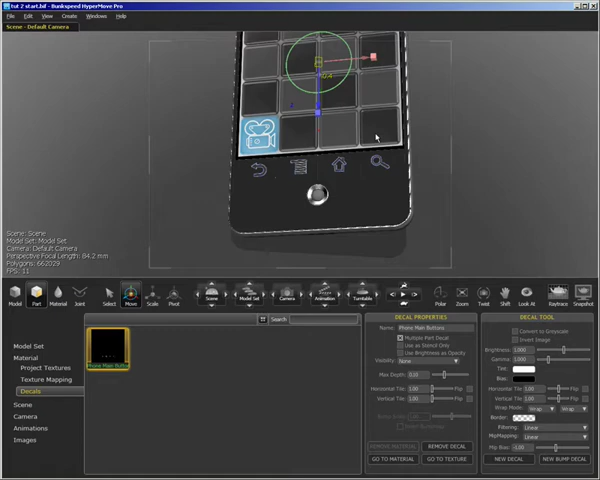 tut 2 start.bif - Bunkspeed HyperMove Pro
File Edit View Create Windows Help
Scene - Default Camera
0.4
Scene: Scene
Model Set: Model Set
Camera: Default Camera
Perspective Focal Length: 84.2 mm
Polygons: 662029
FPS: 11
Model Part Material Joint Select Move Scale Pivot Scene Model Set Camera Animation Turntable Polar Zoom Twist Shift Look At Raytrace Snapshot
Search
Model Set
Material
Project Textures
Texture Mapping
Decals
Scene
Camera
Animations
Images
Phone Main Button
DECAL PROPERTIES
Name: Phone Main Buttons
Multiple Part Decal
Use as Stencil Only
Use Brightness as Opacity
Visibility: None
Max Depth: 0.10
Horizontal Tile: 1.00 Flip
Vertical Tile: 1.00 Flip
REMOVE MATERIAL REMOVE DECAL
GO TO MATERIAL GO TO TEXTURE
DECAL TOOL
Convert to Greyscale
Invert Image
Brightness: 1.000
Gamma: 1.000
Tint:
Bias:
Horizontal Tile: 1.00 Flip
Vertical Tile: 1.00 Flip
Wrap Mode: Wrap Wrap
Border:
Filtering: Linear
MipMapping: Linear
Mip Bias: -1.00
NEW DECAL NEW BUMP DECAL